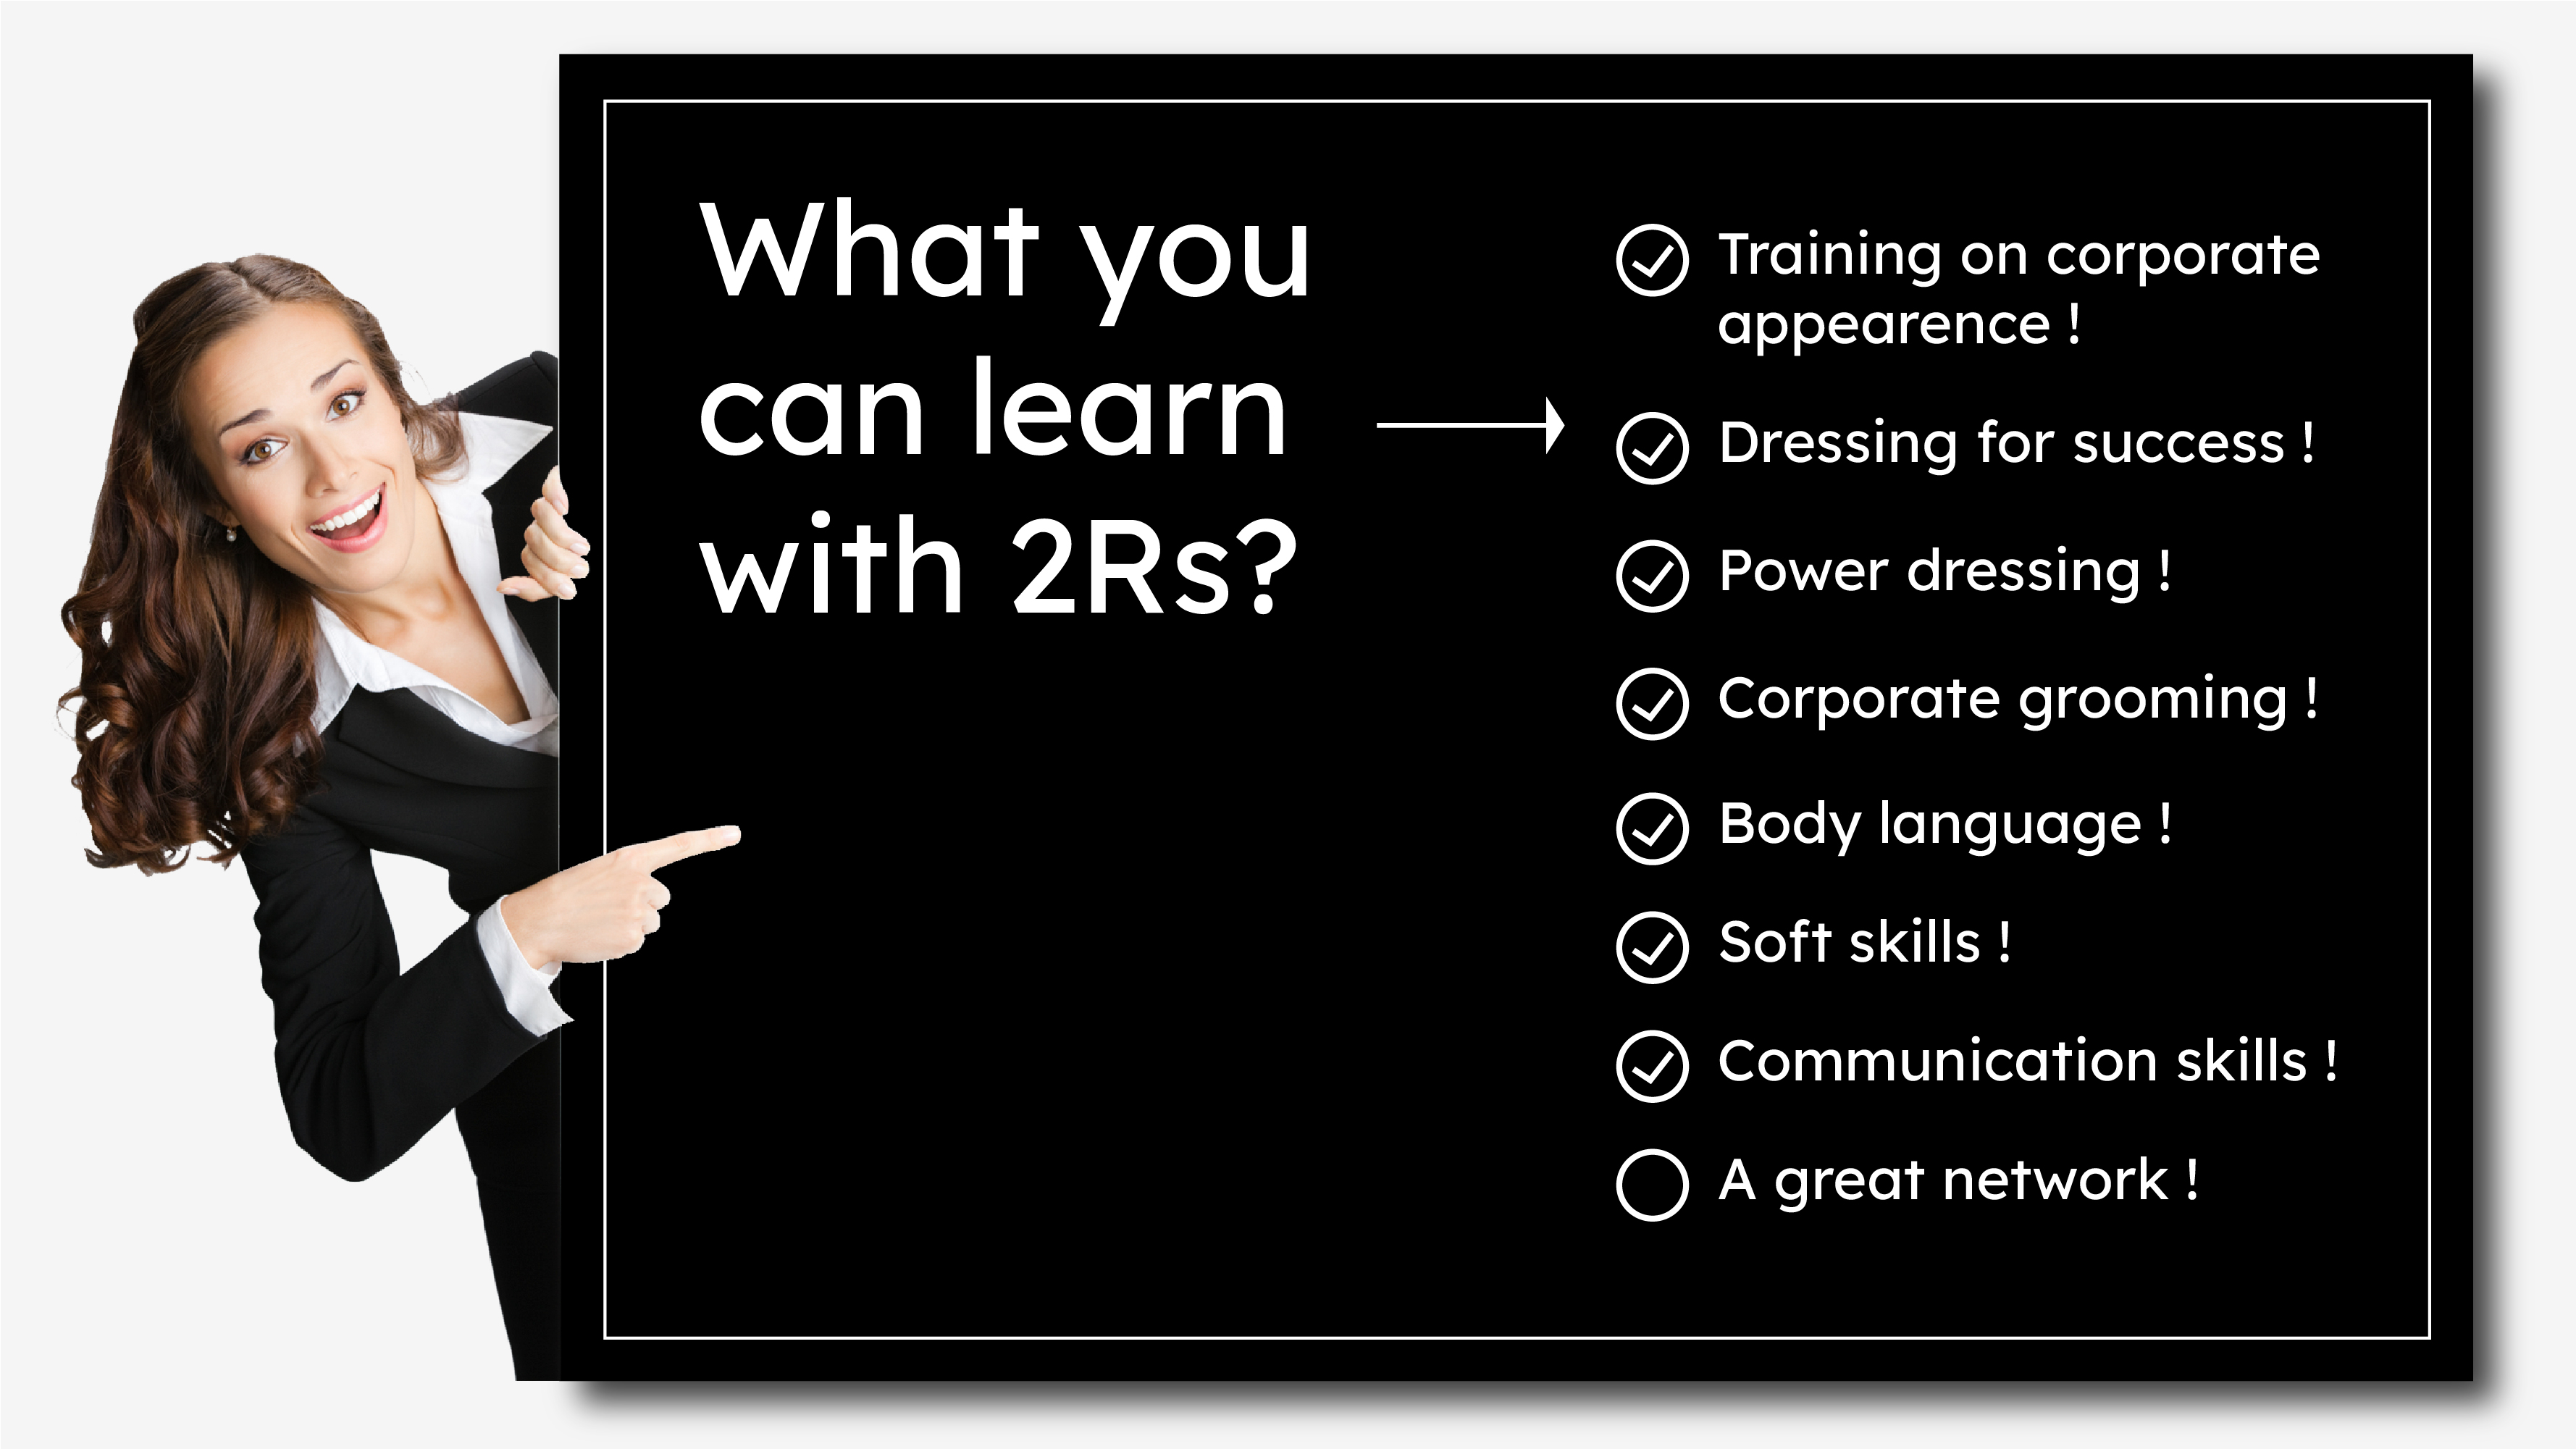 What you
can learn
with 2Rs?
Training on corporate
appearence !
Dressing for success !
Power dressing !
Corporate grooming !
Body language !
Soft skills !
Communication skills !
A great network !